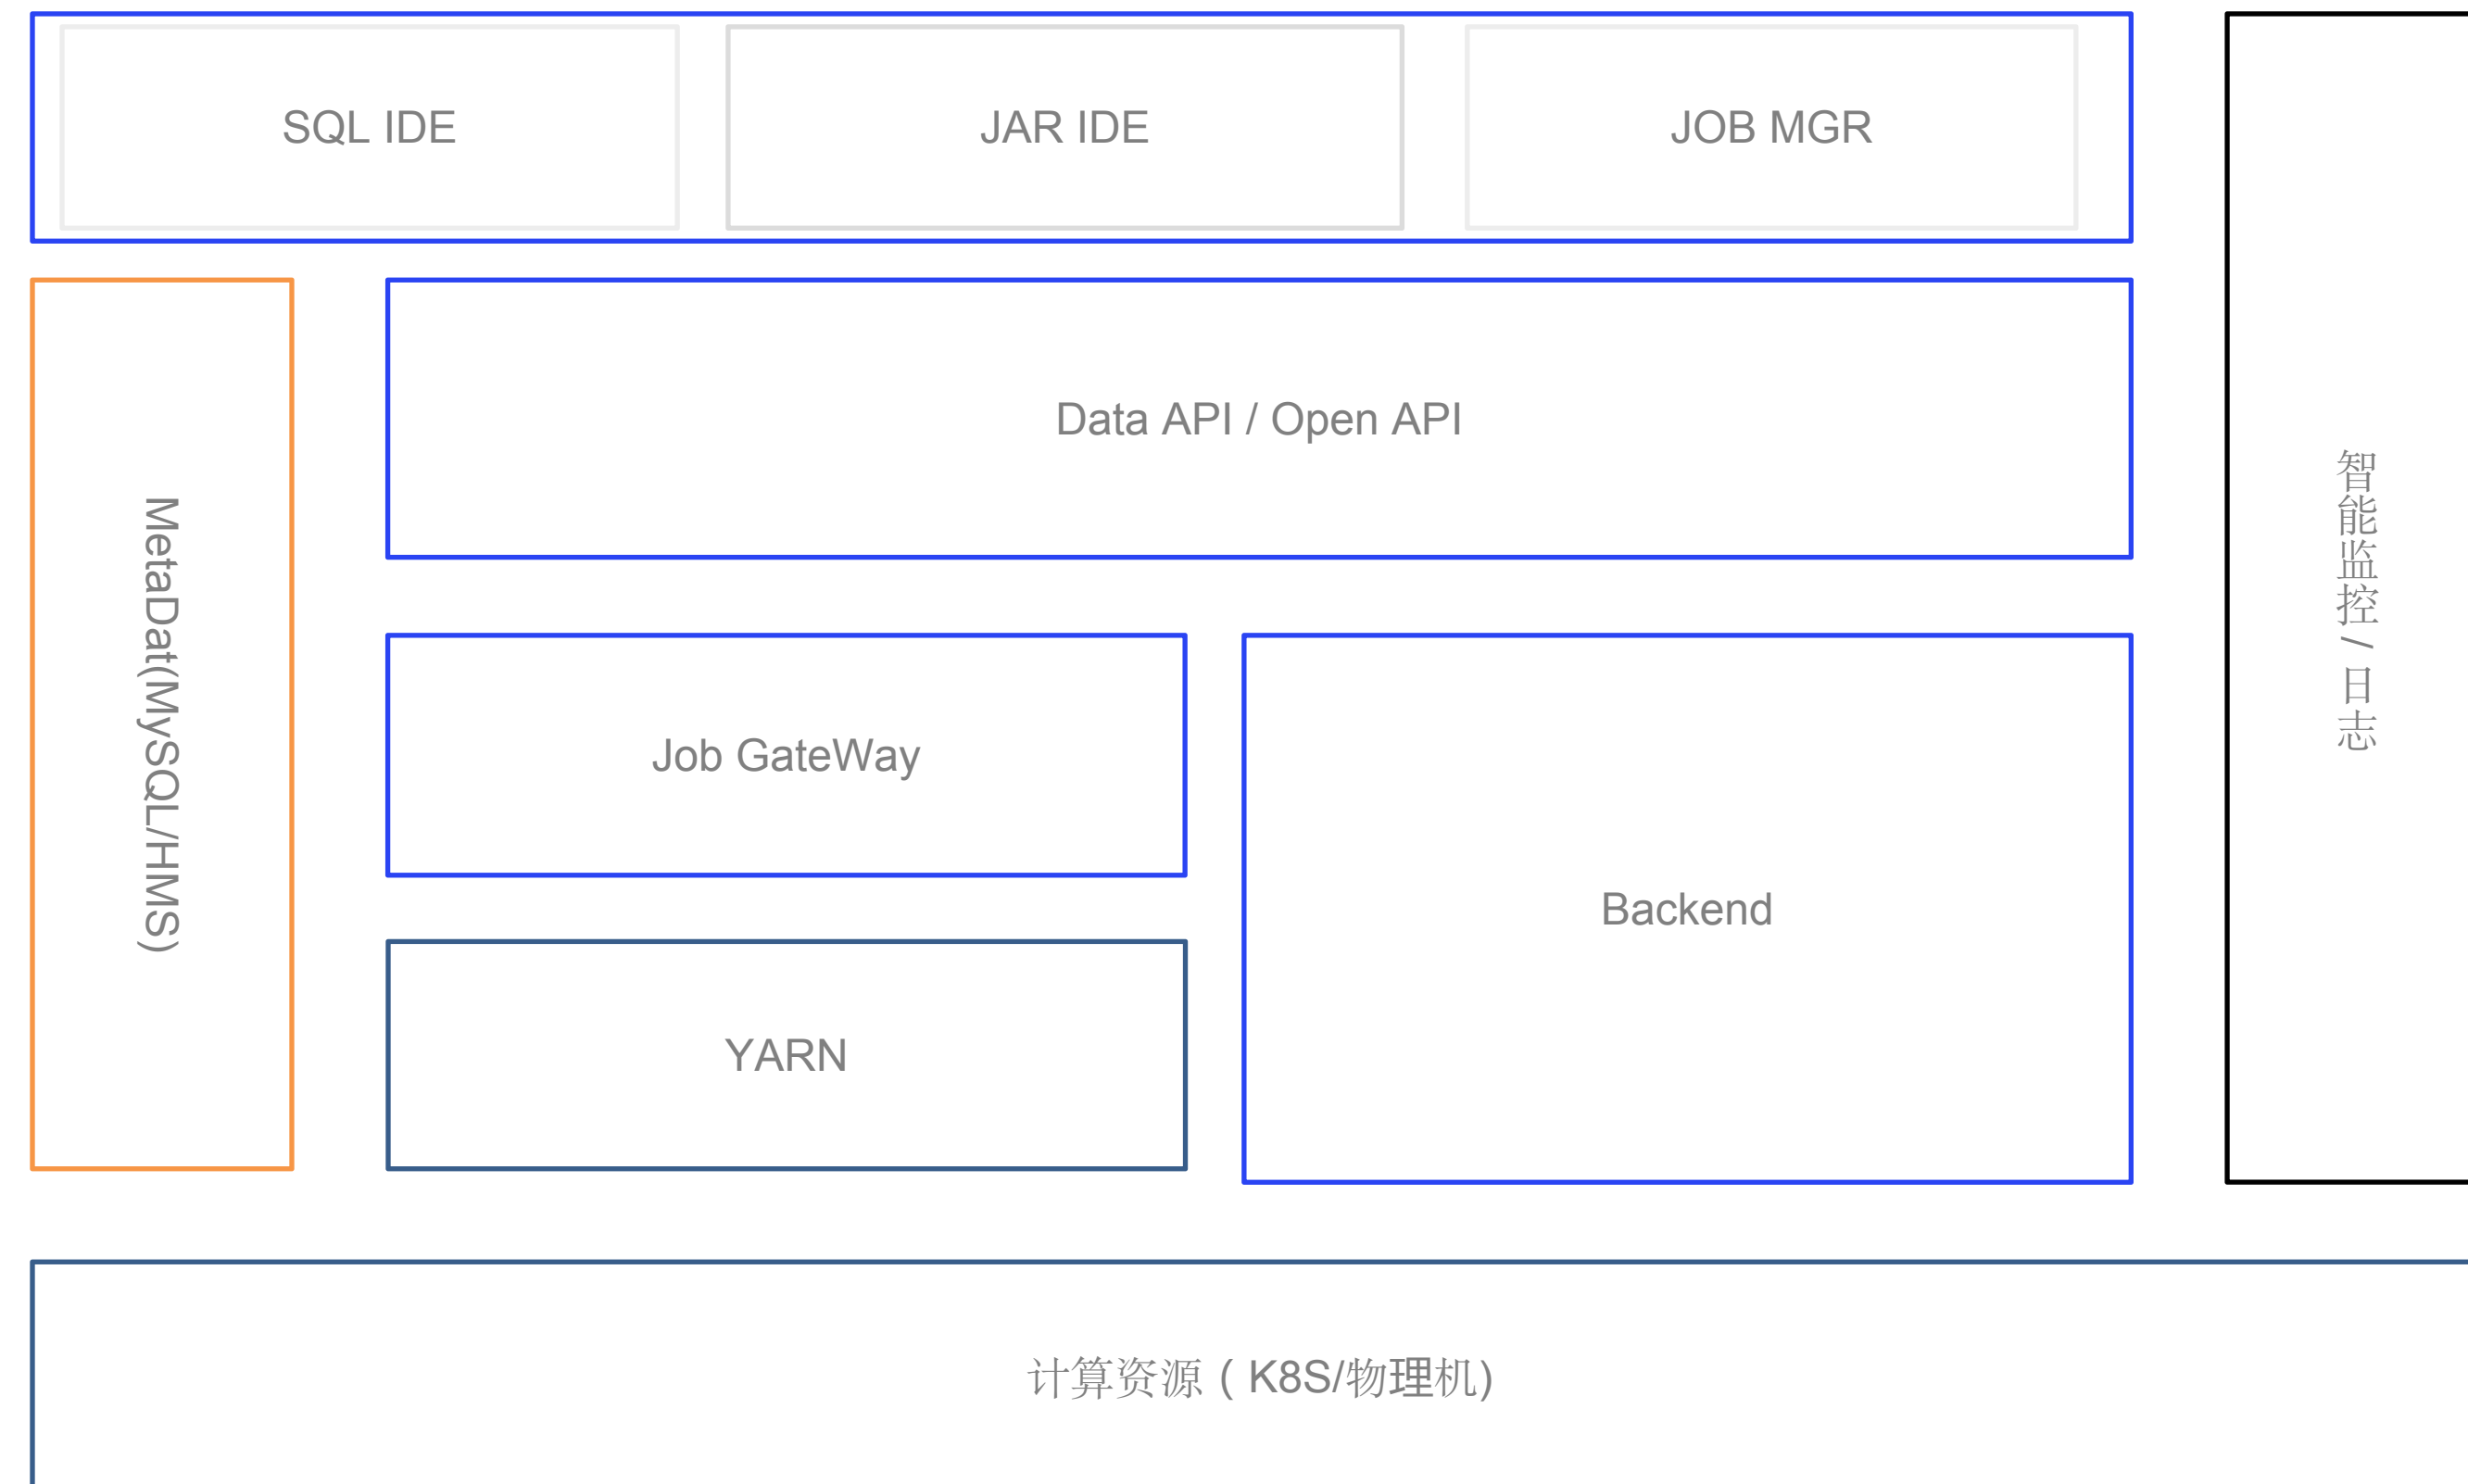 SQL IDE
JAR IDE
JOB MGR
Data API / Open API
MetaDat(MySQL/HMS)
智能监控 / 日志
Job GateWay
Backend
YARN
计算资源 ( K8S/物理机)